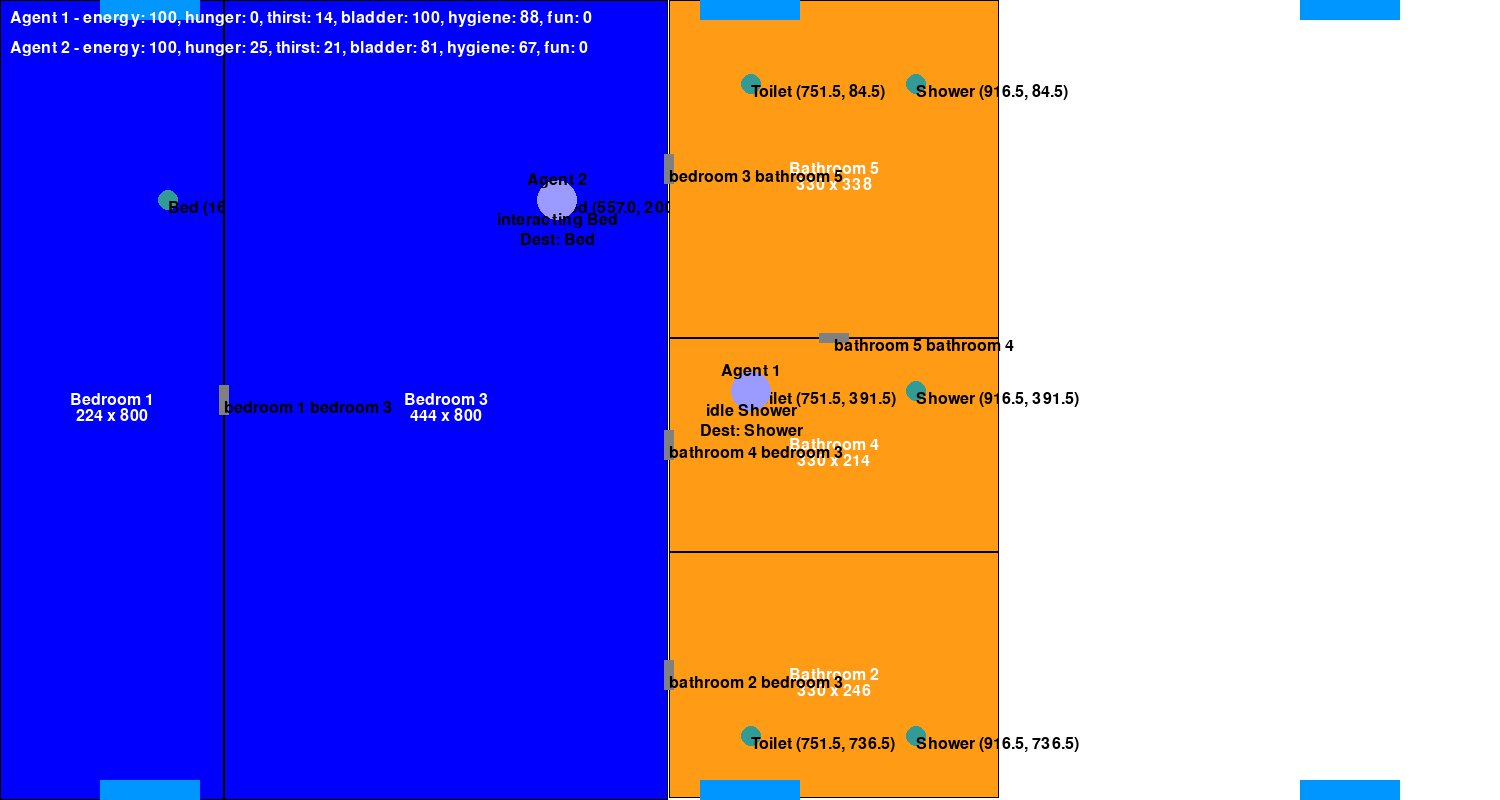 Agent 1 - energy: 100, hunger: 0, thirst: 14, bladder: 100, hygiene: 88, fun: 0
Agent 2 - energy: 100, hunger: 25, thirst: 21, bladder: 81, hygiene: 67, fun: 0
Toilet (751.5, 84.5)
Shower (916.5, 84.5)
Bathroom 5
330 x 338
bedroom 3 bathroom 5
Agent 2
Bed (16
d (557.0, 200
interacting Bed
Dest: Bed
bathroom 5 bathroom 4
Agent 1
ilet (751.5, 391.5)
Shower (916.5, 391.5)
idle Shower
Dest: Shower
Bedroom 1
224 x 800
bedroom 1 bedroom 3
Bedroom 3
444 x 800
Bathroom 4
330 x 214
bathroom 4 bedroom 3
Bathroom 2
330 x 246
bathroom 2 bedroom 3
Toilet (751.5, 736.5)
Shower (916.5, 736.5)